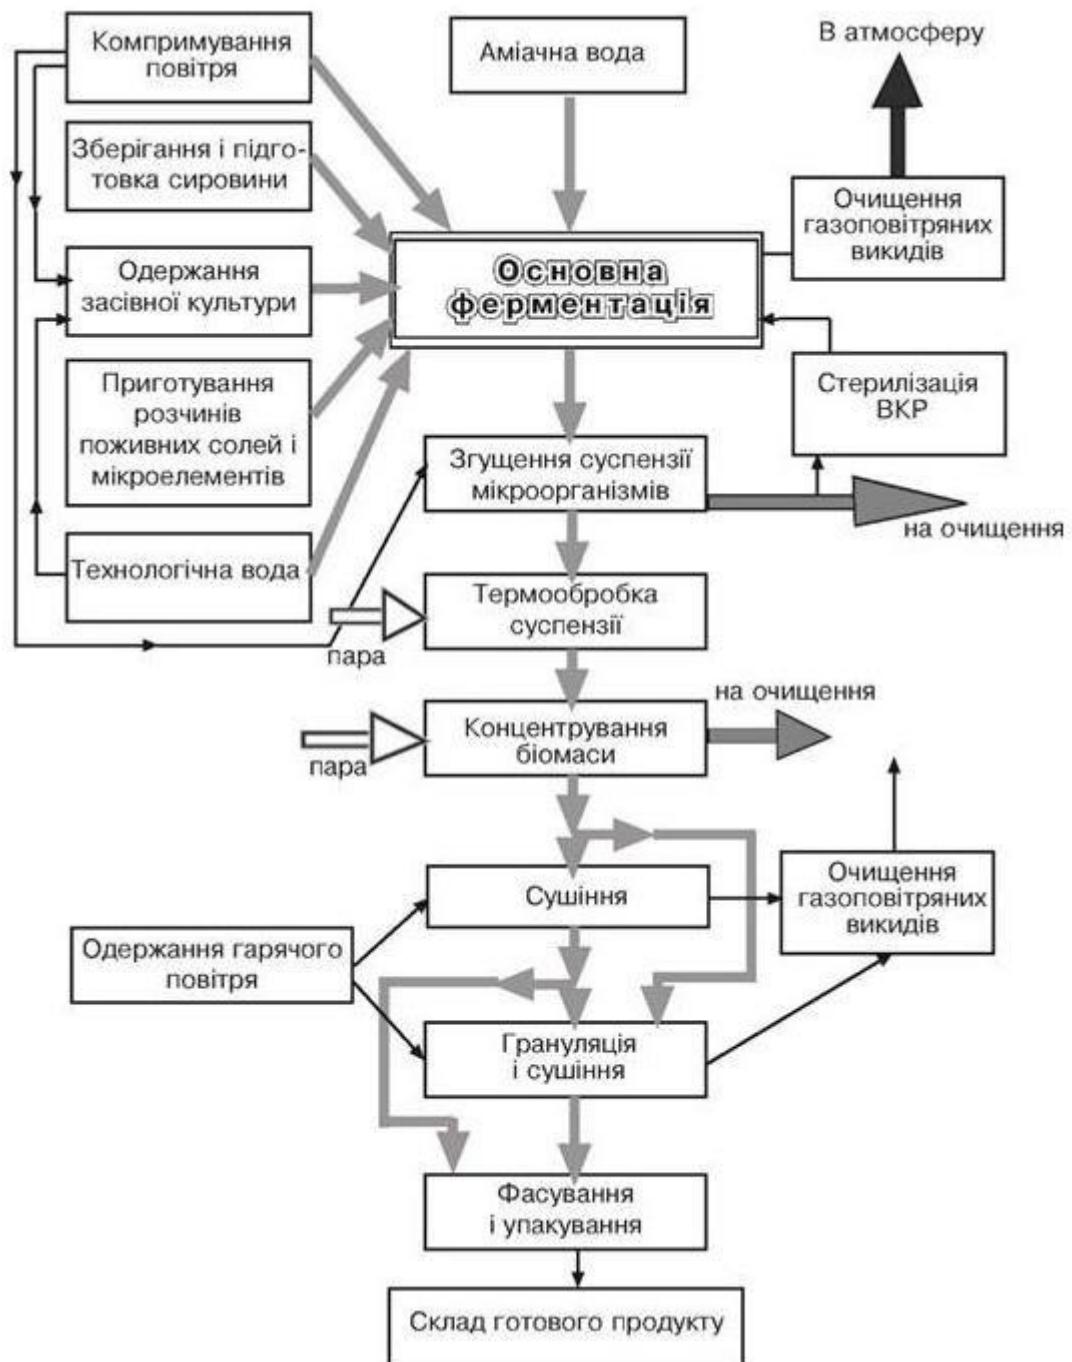 Компримування
повітря
Аміачна вода
В атмосферу
Зберігання і підго-
товка сировини
Очищення
газоповітряних
викидів
Одержання
засівної культури
Основна
ферментація
Приготування
розчинів
поживних солей і
мікроелементів
Стерилізація
ВКР
Згущення суспензії
мікроорганізмів
на очищення
Технологічна вода
Термообробка
суспензії
пара
на очищення
Концентрування
біомаси
пара
Сушіння
Очищення
газоповітряних
викидів
Одержання гарячого
повітря
Грануляція
і сушіння
Фасування
і упакування
Склад готового продукту